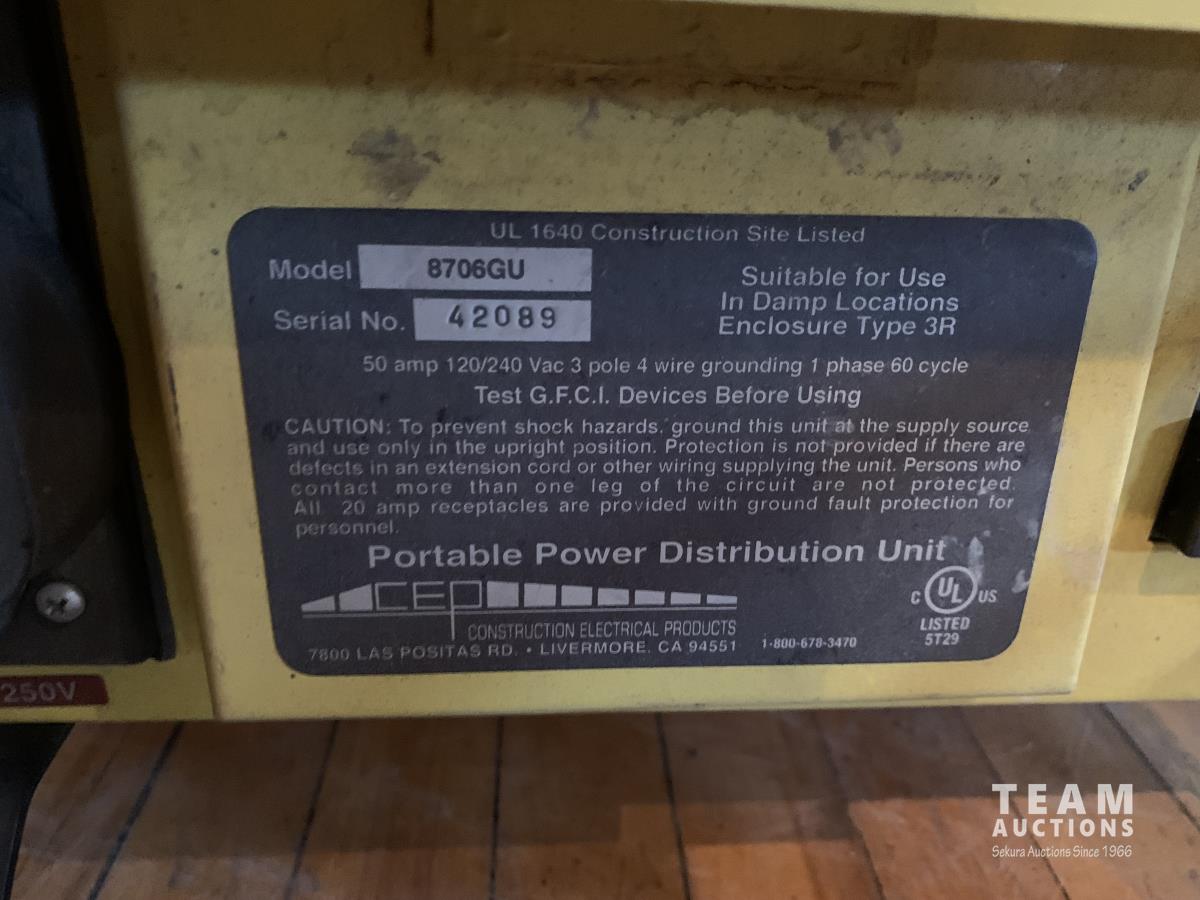 UL 1640 Construction Site Listed
Model 8706GU
Serial No. 42089
Suitable for Use
In Damp Locations
Enclosure Type 3R
50 amp 120/240 Vac 3 pole 4 wire grounding 1 phase 60 cycle
Test G.F.C.I. Devices Before Using
CAUTION: To prevent shock hazards, ground this unit at the supply source
and use only in the upright position. Protection is not provided if there are
defects in an extension cord or other wiring supplying the unit. Persons who
contact more than one leg of the circuit are not protected.
All 20 amp receptacles are provided with ground fault protection for
personnel.
Portable Power Distribution Unit
CEP
CONSTRUCTION ELECTRICAL PRODUCTS
7800 LAS POSITAS RD. • LIVERMORE, CA 94551
1-800-678-3470
C UL US
LISTED
5T29
250V
TEAM
AUCTIONS
Sekura Auctions Since 1966